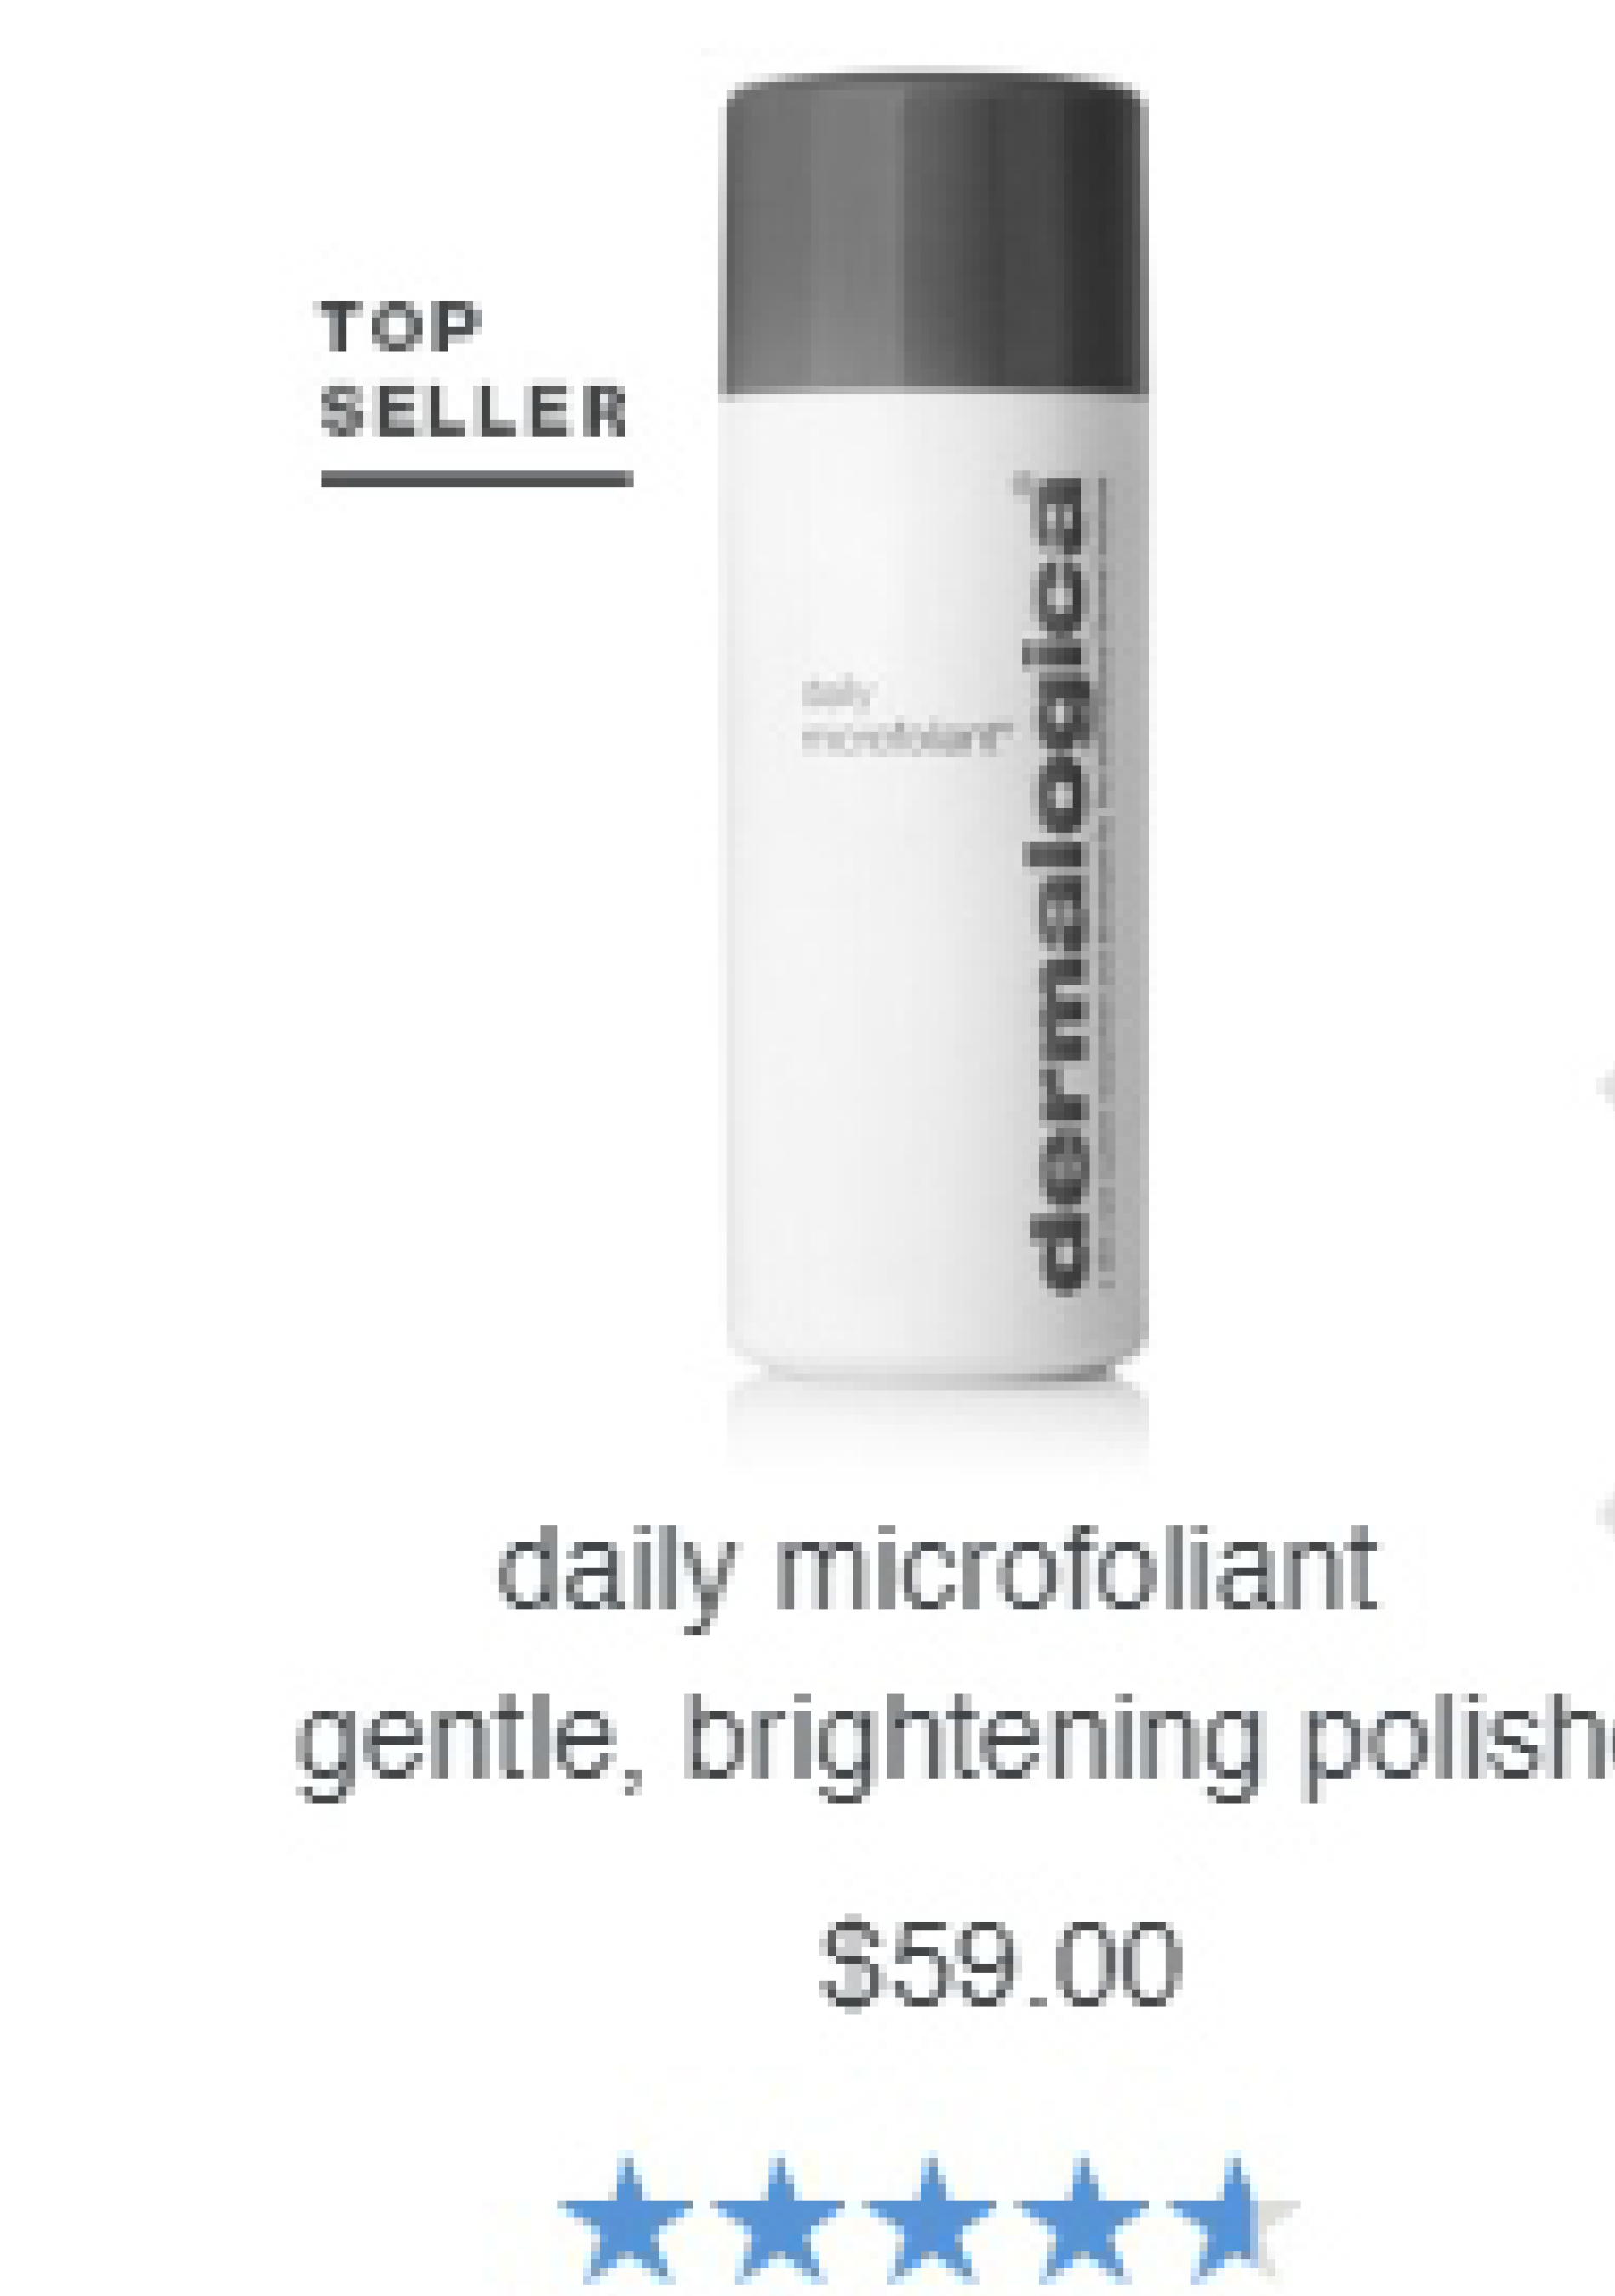 TOP
SELLER
dermalogica
daily
microfoliant
daily microfoliant
gentle, brightening polish
$59.00